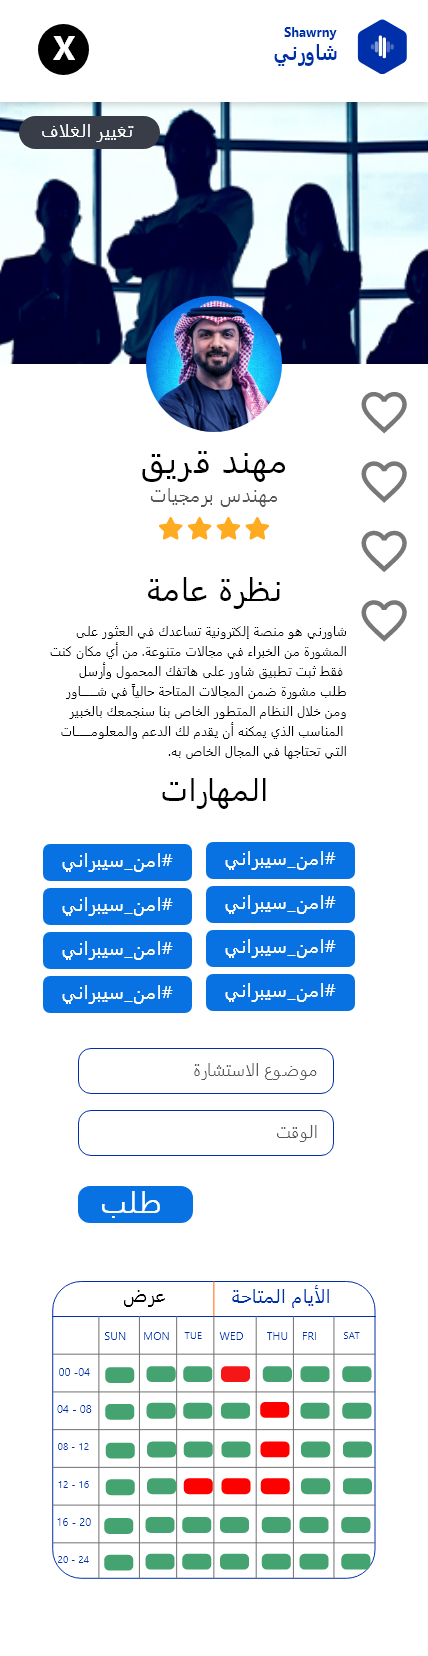 Shawrny
شاورني
X
تغيير الغلاف
مهند قريق
مهندس برمجيات
نظرة عامة
شاورني هو منصة إلكترونية تساعدك في العثور على
المشورة من الخبراء في مجالات متنوعة. من أي مكان كنت
فقط ثبت تطبيق شاور على هاتفك المحمول وأرسل
طلب مشورة ضمن المجالات المتاحة حالياً في شـــاور
ومن خلال النظام المتطور الخاص بنا سنجمعك بالخبير
المناسب الذي يمكنه أن يقدم لك الدعم والمعلومـــات
التي تحتاجها في المجال الخاص به.
المهارات
#امن_سيبراني #امن_سيبراني
#امن_سيبراني #امن_سيبراني
#امن_سيبراني #امن_سيبراني
#امن_سيبراني #امن_سيبراني
موضوع الاستشارة
الوقت
طلب
الأيام المتاحة عرض
SUN MON TUE WED THU FRI SAT
00 -04
04 - 08
08 - 12
12 - 16
16 - 20
20 - 24